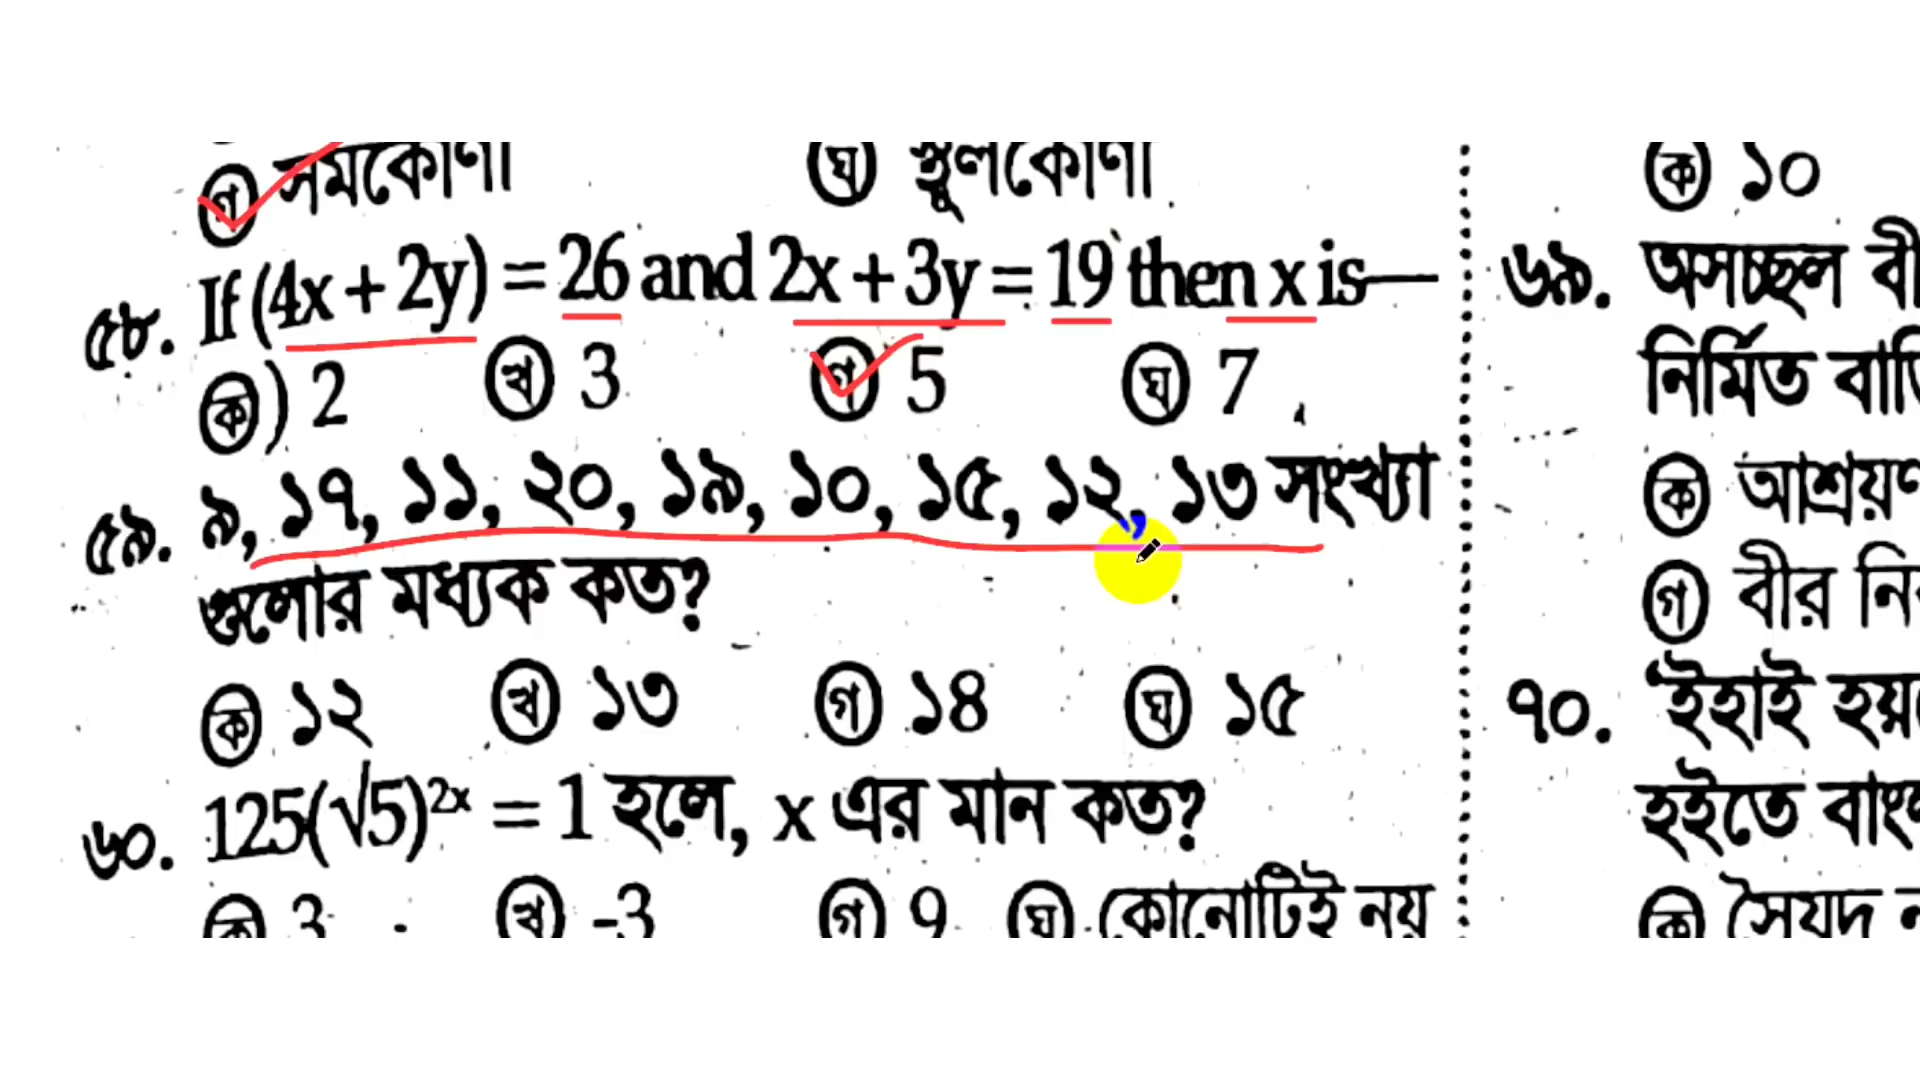 গ সমকোণী ঘ স্থূলকোণী
৫৮. If (4x + 2y) = 26 and 2x + 3y = 19 then x is—
ক) 2 খ 3 গ 5 ঘ 7
৫৯. ৯, ১৭, ১১, ২০, ১৯, ১০, ১৫, ১২, ১৩ সংখ্যা
গুলোর মধ্যক কত?
ক ১২ খ ১৩ গ ১৪ ঘ ১৫
৬০. 125(√5)²ˣ = 1 হলে, x এর মান কত?
ক 3 খ -3 গ 9 ঘ কোনোটিই নয়
ক ১০
৬৯. অসচ্ছল বী
নির্মিত বাড়ি
ক আশ্রয়ণ
গ বীর নি
৭০. ‘ইহাই হয়
হইতে বাংল
ক সৈয়দ